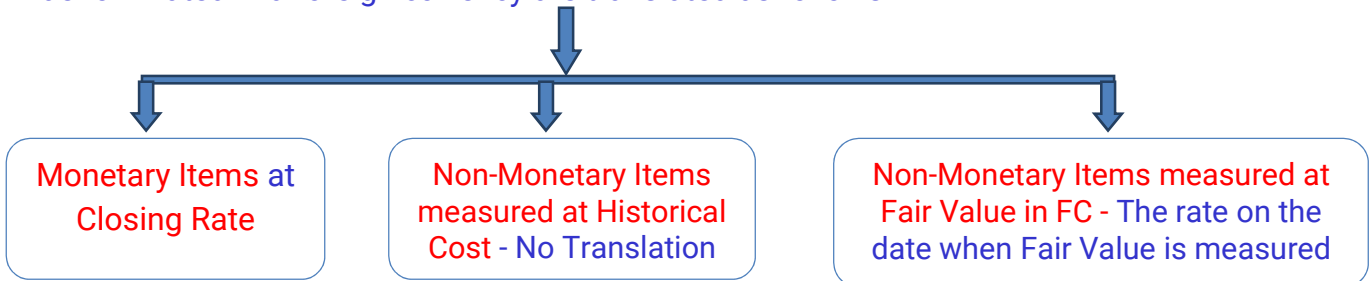 Monetary Items at
Closing Rate
Non-Monetary Items
measured at Historical
Cost - No Translation
Non-Monetary Items measured at
Fair Value in FC - The rate on the
date when Fair Value is measured